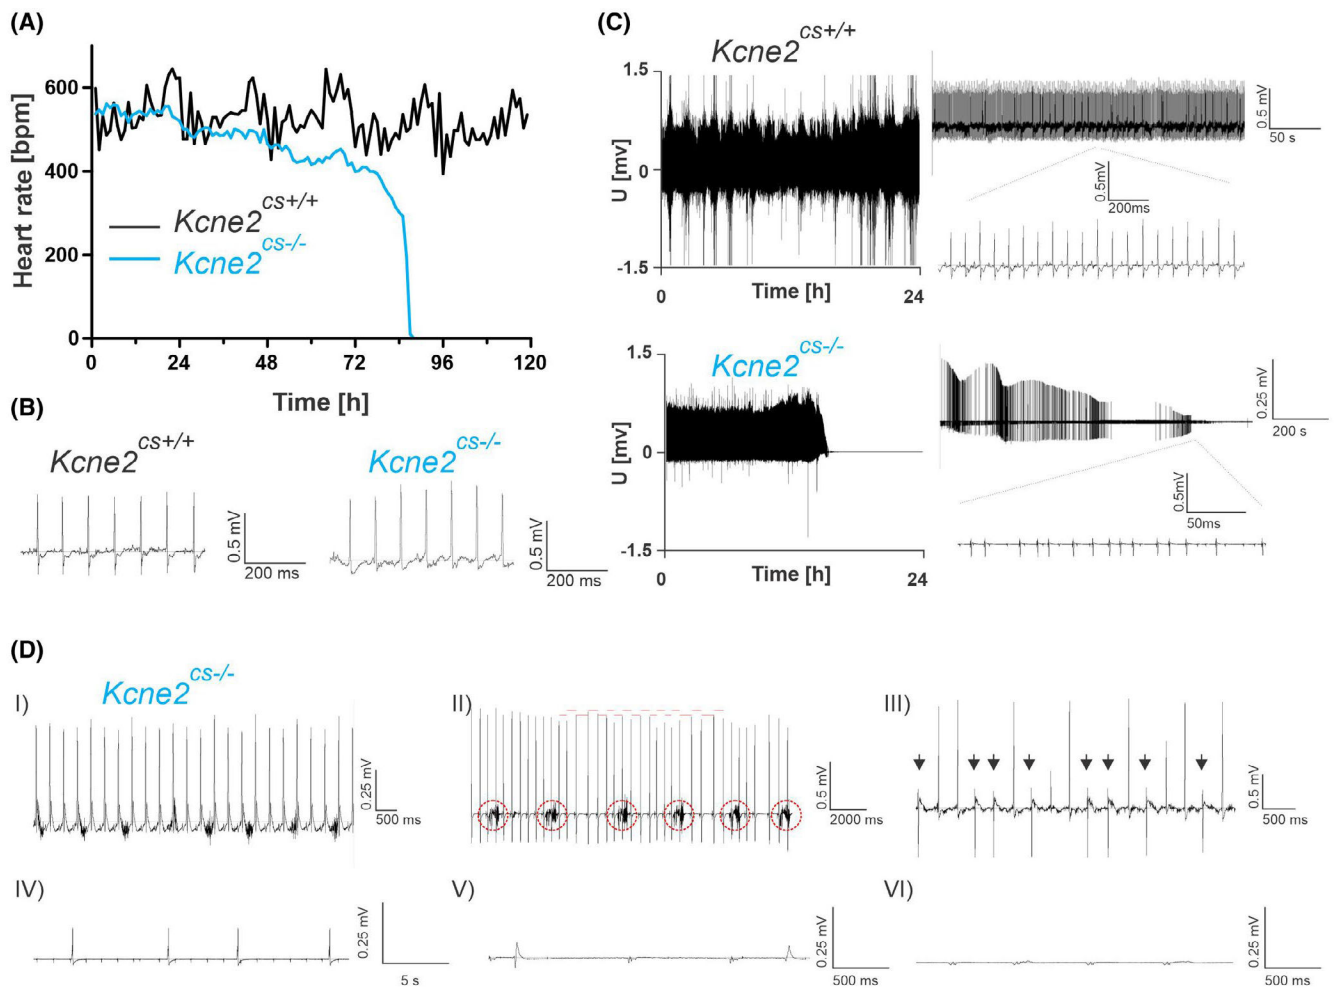 (A)
Heart rate [bpm]
600
400
200
0
Kcne2cs+/+
Kcne2cs-/-
0 24 48 72 96 120
Time [h]
(B)
Kcne2cs+/+
0.5 mV
200 ms
Kcne2cs-/-
0.5 mV
200 ms
(C)
Kcne2cs+/+
U [mv]
1.5
0
-1.5
0 Time [h] 24
0.5 mV
50 s
0.5mV
200ms
Kcne2cs-/-
U [mv]
1.5
0
-1.5
0 Time [h] 24
0.25 mV
200 s
0.5mV
50ms
(D)
Kcne2cs-/-
I)
0.25 mV
500 ms
II)
0.5 mV
2000 ms
III)
0.5 mV
500 ms
IV)
0.25 mV
5 s
V)
0.25 mV
500 ms
VI)
0.25 mV
500 ms